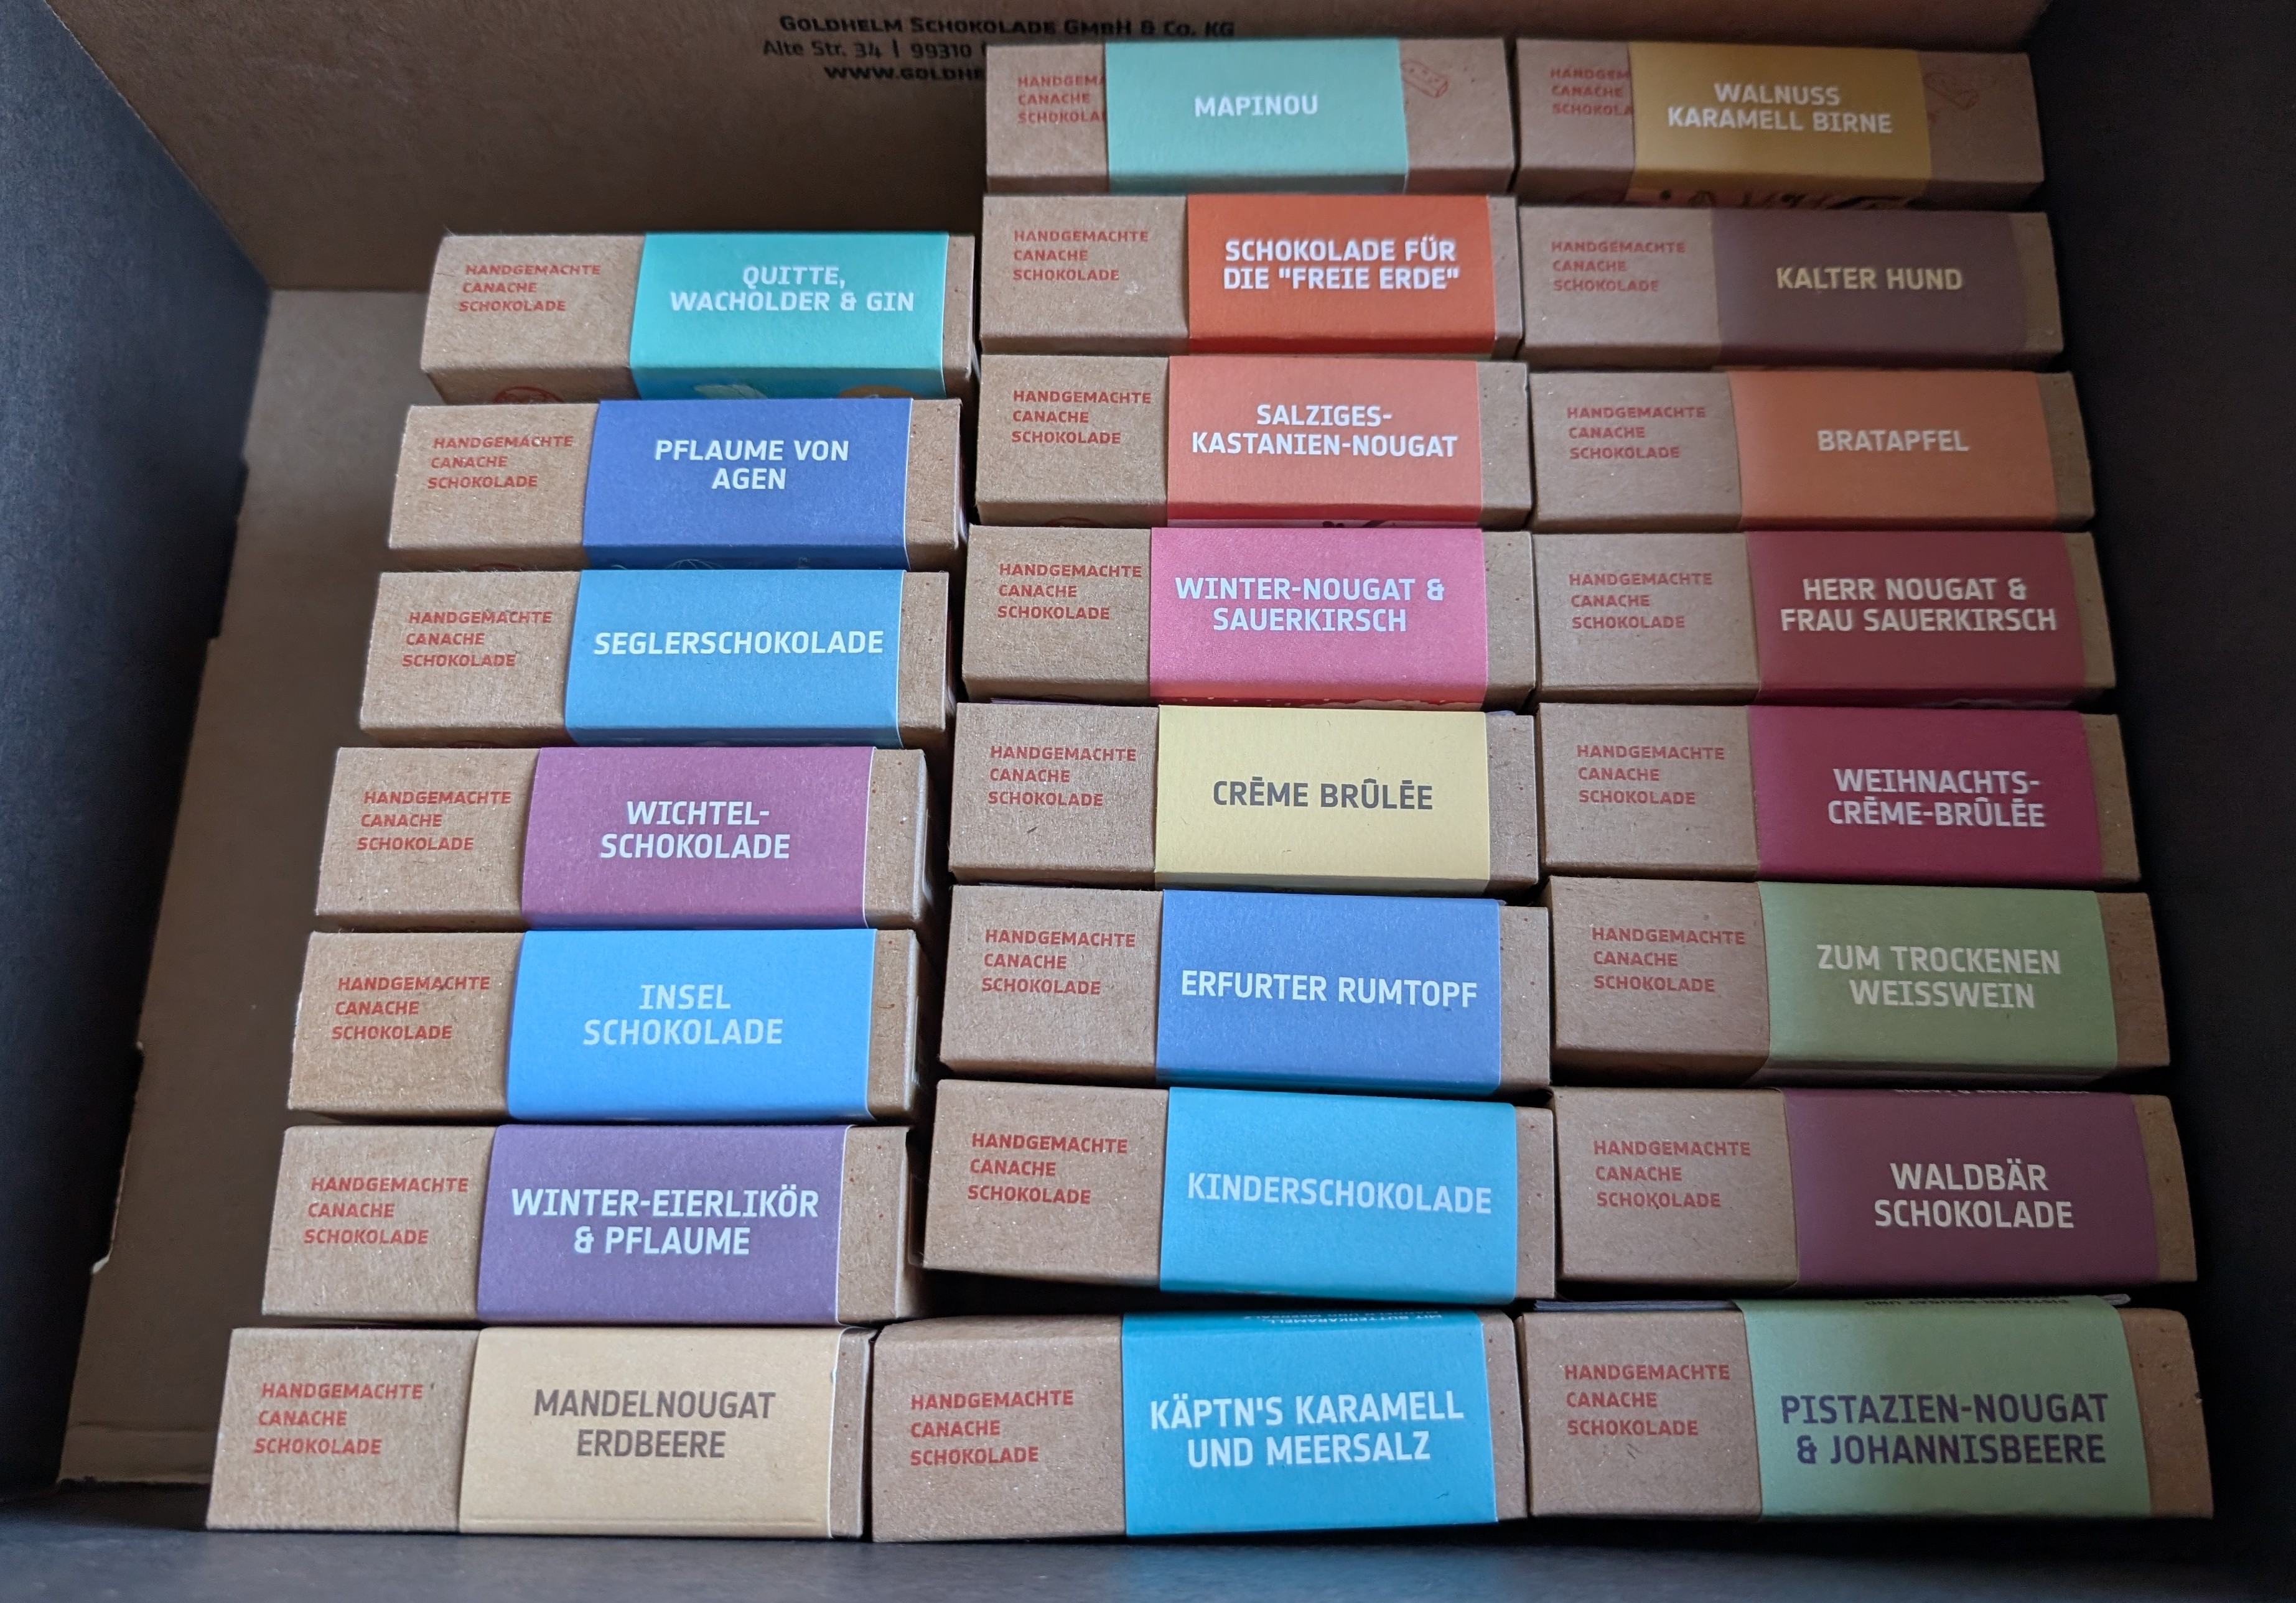 GOLDHELM SCHOKOLADE GMBH & CO. KG
Alte Str. 34 | 99310
HANDGEMACHTE
CANACHE
SCHOKOLADE
QUITTE,
WACHOLDER & GIN
HANDGEMACHTE
CANACHE
SCHOKOLADE
PFLAUME VON
AGEN
HANDGEMACHTE
CANACHE
SCHOKOLADE
SEGLERSCHOKOLADE
HANDGEMACHTE
CANACHE
SCHOKOLADE
WICHTEL-
SCHOKOLADE
HANDGEMACHTE
CANACHE
SCHOKOLADE
INSEL
SCHOKOLADE
HANDGEMACHTE
CANACHE
SCHOKOLADE
WINTER-EIERLIKÖR
& PFLAUME
HANDGEMACHTE
CANACHE
SCHOKOLADE
MANDELNOUGAT
ERDBEERE
CANACHE
MAPINOU
HANDGEMACHTE
CANACHE
SCHOKOLADE
SCHOKOLADE FÜR
DIE "FREIE ERDE"
HANDGEMACHTE
CANACHE
SCHOKOLADE
SALZIGES-
KASTANIEN-NOUGAT
HANDGEMACHTE
CANACHE
SCHOKOLADE
WINTER-NOUGAT &
SAUERKIRSCH
HANDGEMACHTE
CANACHE
SCHOKOLADE
CRĒME BRÛLĒE
HANDGEMACHTE
CANACHE
SCHOKOLADE
ERFURTER RUMTOPF
HANDGEMACHTE
CANACHE
SCHOKOLADE
KINDERSCHOKOLADE
HANDGEMACHTE
CANACHE
SCHOKOLADE
KÄPTN'S KARAMELL
UND MEERSALZ
CANACHE
WALNUSS
KARAMELL BIRNE
HANDGEMACHTE
CANACHE
SCHOKOLADE
KALTER HUND
HANDGEMACHTE
CANACHE
SCHOKOLADE
BRATAPFEL
HANDGEMACHTE
CANACHE
SCHOKOLADE
HERR NOUGAT &
FRAU SAUERKIRSCH
HANDGEMACHTE
CANACHE
SCHOKOLADE
WEIHNACHTS-
CRĒME-BRÛLĒE
HANDGEMACHTE
CANACHE
SCHOKOLADE
ZUM TROCKENEN
WEISSWEIN
HANDGEMACHTE
CANACHE
SCHOKOLADE
WALDBÄR
SCHOKOLADE
HANDGEMACHTE
CANACHE
SCHOKOLADE
PISTAZIEN-NOUGAT
& JOHANNISBEERE